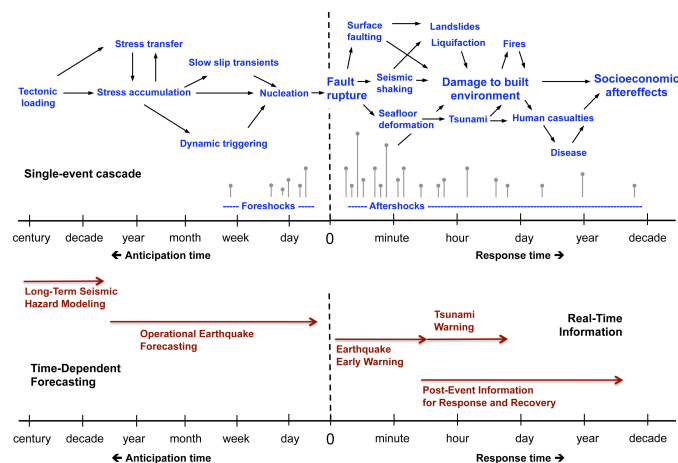 Surface
faulting
Landslides
Liquifaction
Fires
Stress transfer
Slow slip transients
Tectonic
loading
Stress accumulation
Nucleation
Fault
rupture
Seismic
shaking
Damage to built
environment
Socioeconomic
aftereffects
Seafloor
deformation
Tsunami
Human casualties
Dynamic triggering
Disease
Single-event cascade
Foreshocks
Aftershocks
century decade year month week day 0 minute hour day year decade
Anticipation time
Response time
Long-Term Seismic
Hazard Modeling
Operational Earthquake
Forecasting
Tsunami
Warning
Real-Time
Information
Earthquake
Early Warning
Time-Dependent
Forecasting
Post-Event Information
for Response and Recovery
century decade year month week day 0 minute hour day year decade
Anticipation time
Response time